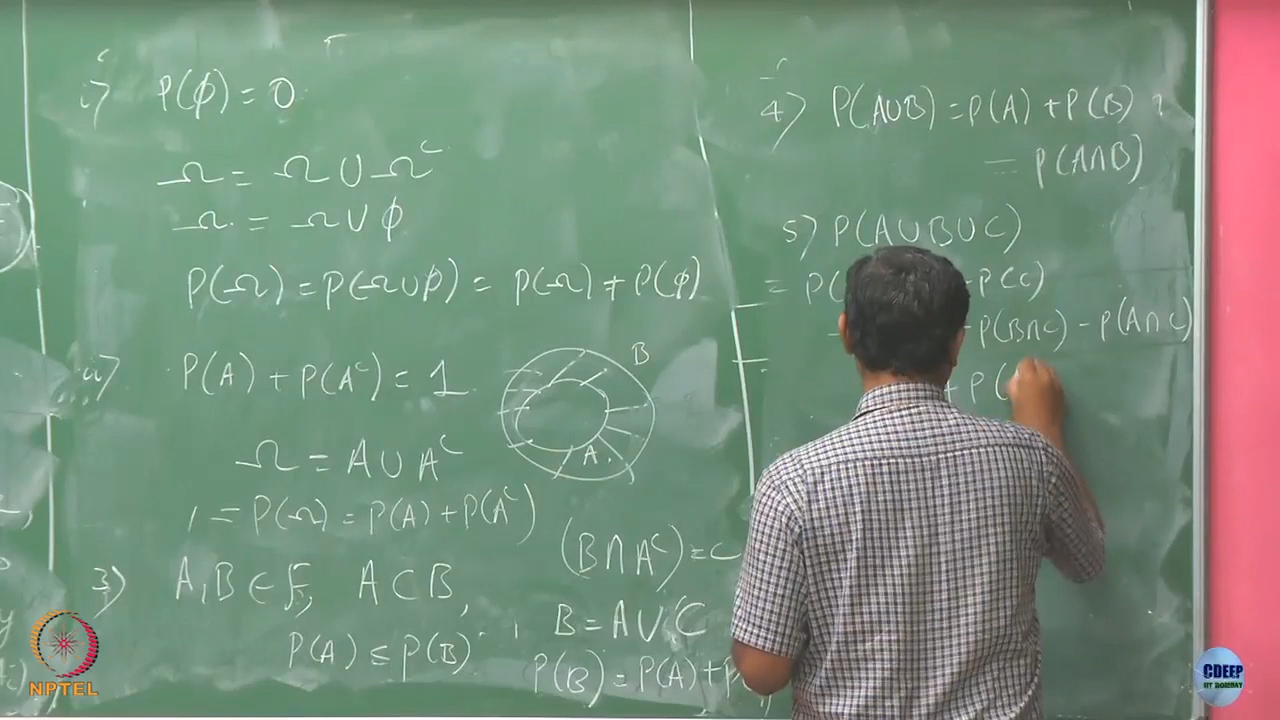 i) P(ϕ) = 0
Ω = Ω ∪ Ω^c
Ω = Ω ∪ ϕ
P(Ω) = P(Ω∪ϕ) = P(Ω) + P(ϕ)
ii) P(A) + P(A^c) = 1
B
A
Ω = A ∪ A^c
1 = P(Ω) = P(A) + P(A^c)
3) A, B ∈ F, A ⊂ B,
P(A) ≤ P(B)
(B ∩ A^c) = C
B = A ∪ C
P(B) = P(A) + P
4) P(A∪B) = P(A) + P(B)
= P(A∩B)
5) P(A∪B∪C)
= P( P(C)
- P(B∩C) - P(A∩C)
+ P(
NPTEL
CDEEP
IIT BOMBAY